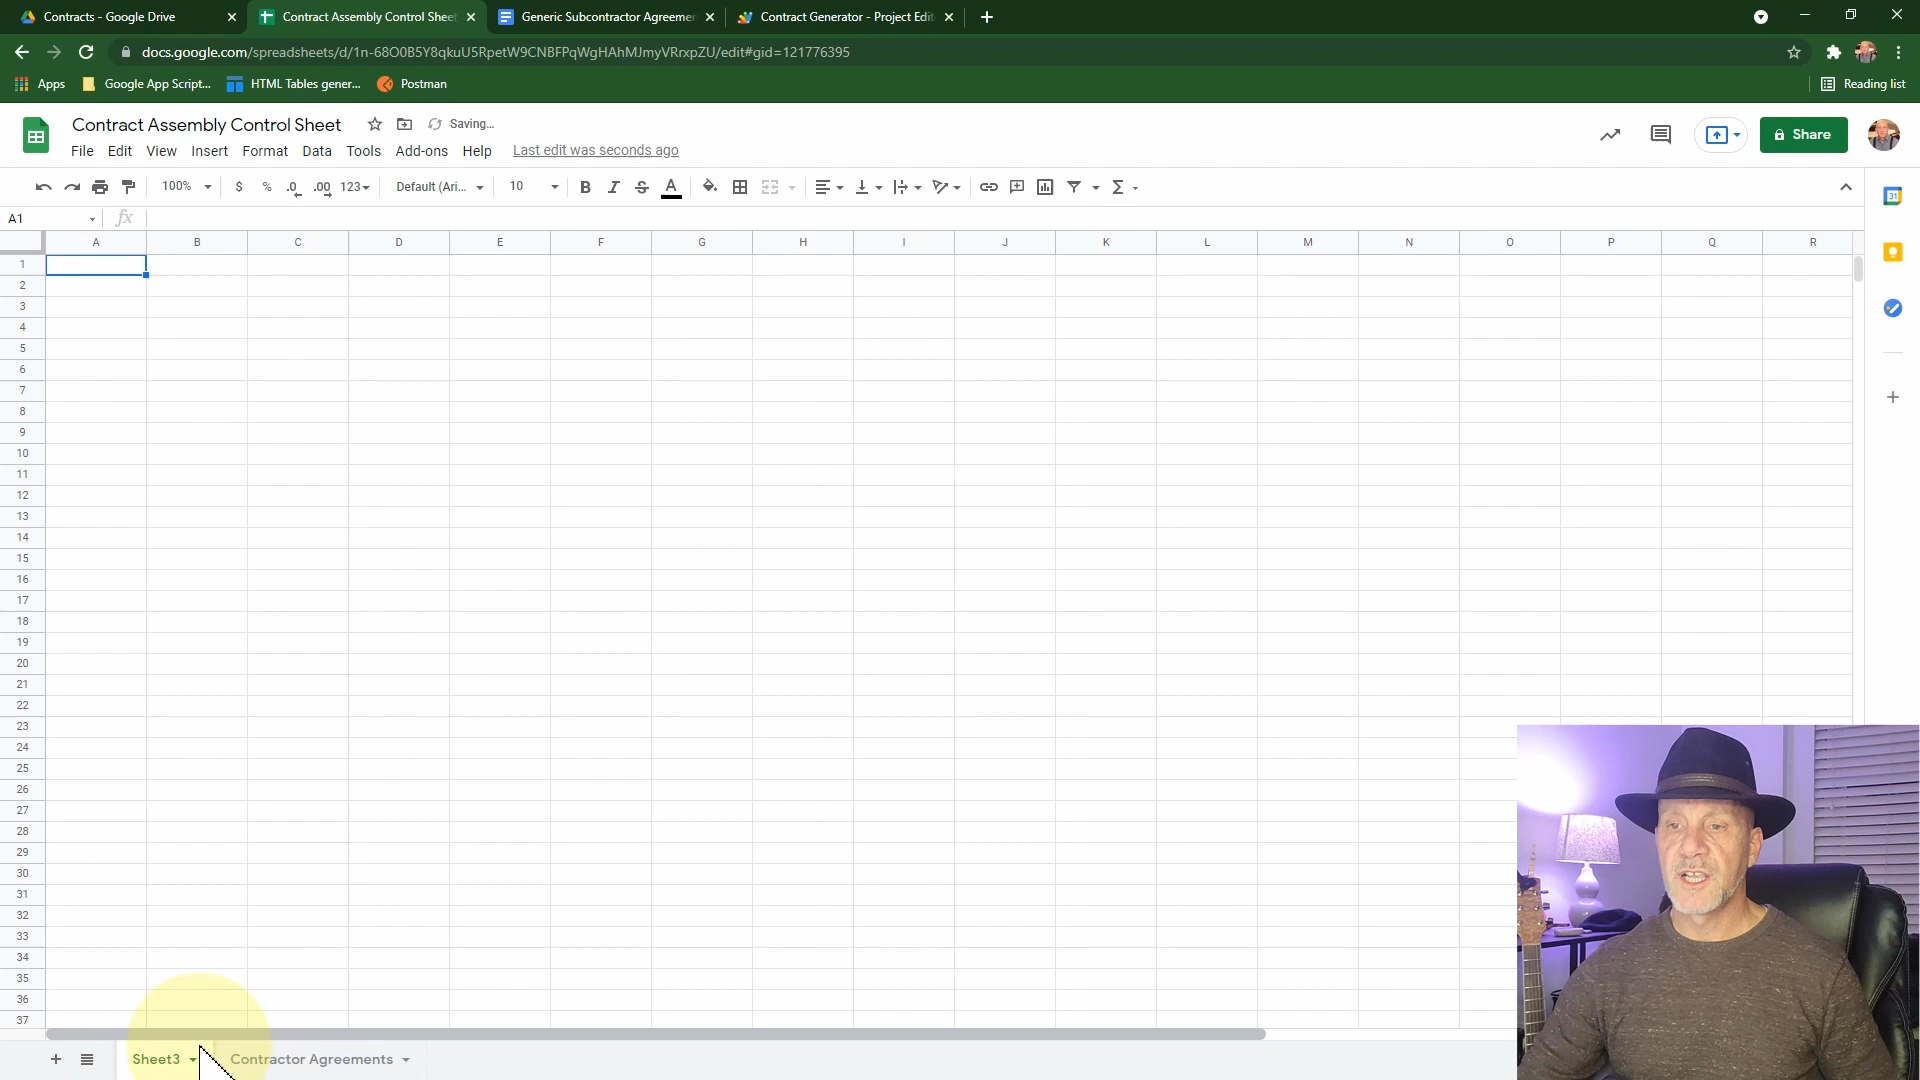 Contracts - Google Drive
Contract Assembly Control Sheet
Generic Subcontractor Agreemer
Contract Generator - Project Edit
docs.google.com/spreadsheets/d/1n-68O0B5Y8qkuU5RpetW9CNBFPqWgHAhMJmyVRrxpZU/edit#gid=121776395
Apps
Google App Script...
HTML Tables gener...
Postman
Reading list
Contract Assembly Control Sheet
Saving...
Share
File Edit View Insert Format Data Tools Add-ons Help Last edit was seconds ago
100% $ % .0 .00 123 Default (Ari... 10 B I S A
31
A1 fx
A B C D E F G H I J K L M N O P Q R
1
2
3
4
5
6
7
8
9
10
11
12
13
14
15
16
17
18
19
20
21
22
23
24
25
26
27
28
29
30
31
32
33
34
35
36
37
Sheet3
Contractor Agreements